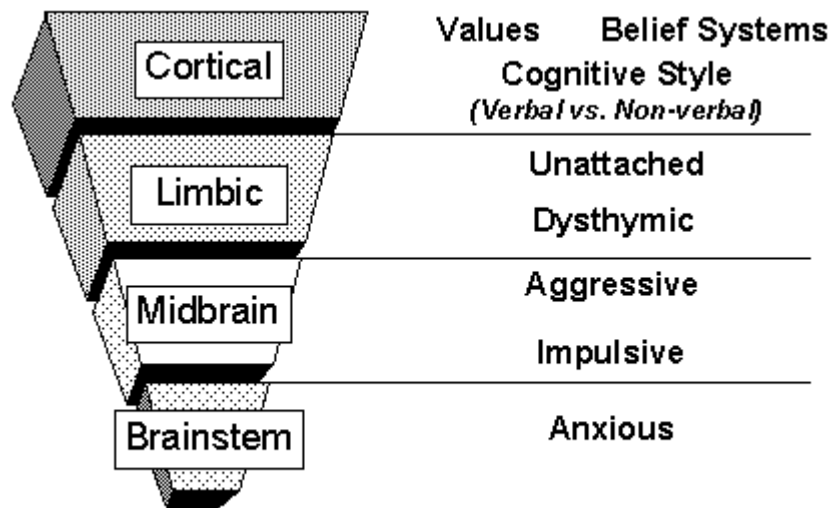 Cortical
Values Belief Systems
Cognitive Style
(Verbal vs. Non-verbal)
Limbic
Unattached
Dysthymic
Midbrain
Aggressive
Impulsive
Brainstem
Anxious